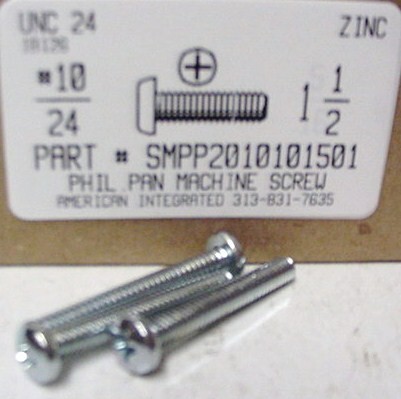 UNC 24 ZINC
18126
#10
24
1 1
2
PART # SMPP2010101501
PHIL PAN MACHINE SCREW
AMERICAN INTEGRATED 313-831-7635